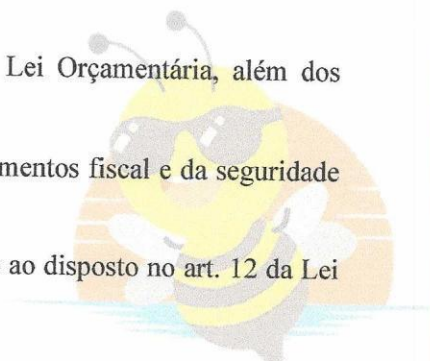 Lei Orçamentária, além dos
mentos fiscal e da seguridade
ao disposto no art. 12 da Lei